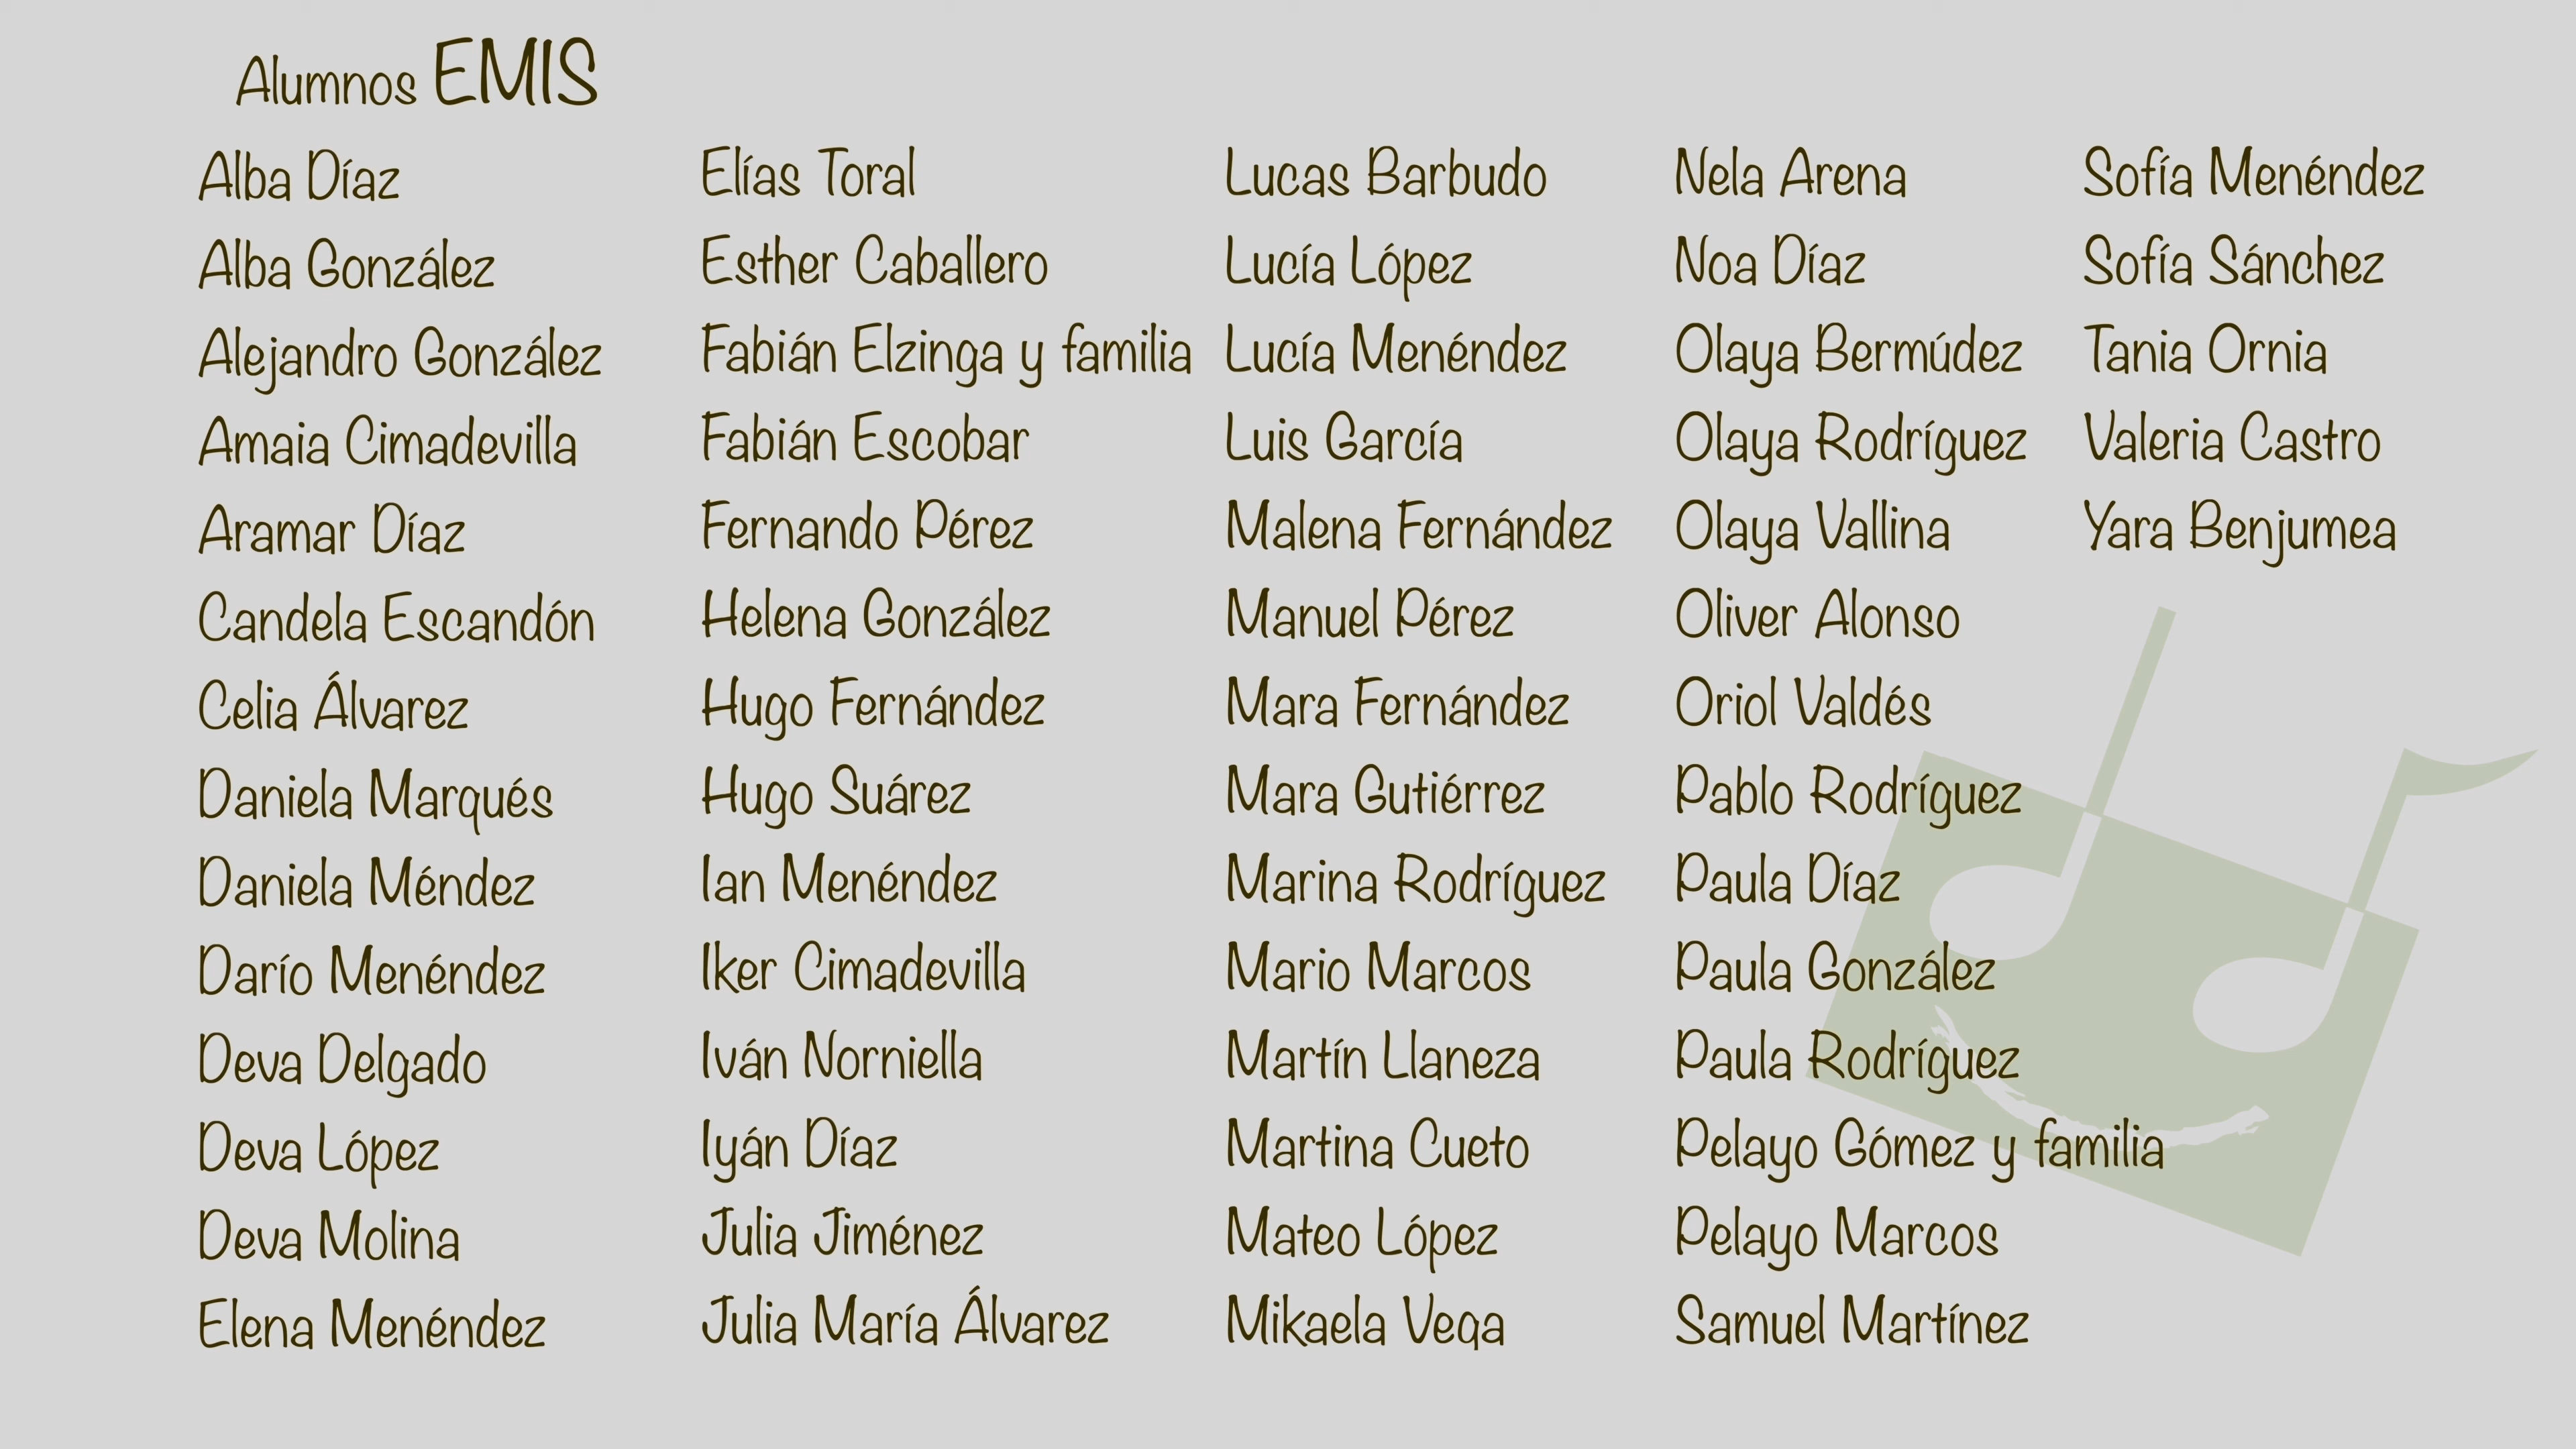 Alumnos EMIS
Alba Díaz
Alba González
Alejandro González
Amaia Cimadevilla
Aramar Díaz
Candela Escandón
Celia Álvarez
Daniela Marqués
Daniela Méndez
Darío Menéndez
Deva Delgado
Deva López
Deva Molina
Elena Menéndez
Elías Toral
Esther Caballero
Fabián Elzinga y familia
Fabián Escobar
Fernando Pérez
Helena González
Hugo Fernández
Hugo Suárez
Ian Menéndez
Iker Cimadevilla
Iván Norniella
Iyán Díaz
Julia Jiménez
Julia María Álvarez
Lucas Barbudo
Lucía López
Lucía Menéndez
Luis García
Malena Fernández
Manuel Pérez
Mara Fernández
Mara Gutiérrez
Marina Rodríguez
Mario Marcos
Martín Llaneza
Martina Cueto
Mateo López
Mikaela Vega
Nela Arena
Noa Díaz
Olaya Bermúdez
Olaya Rodríguez
Olaya Vallina
Oliver Alonso
Oriol Valdés
Pablo Rodríguez
Paula Díaz
Paula González
Paula Rodríguez
Pelayo Gómez y familia
Pelayo Marcos
Samuel Martínez
Sofía Menéndez
Sofía Sánchez
Tania Ornia
Valeria Castro
Yara Benjumea